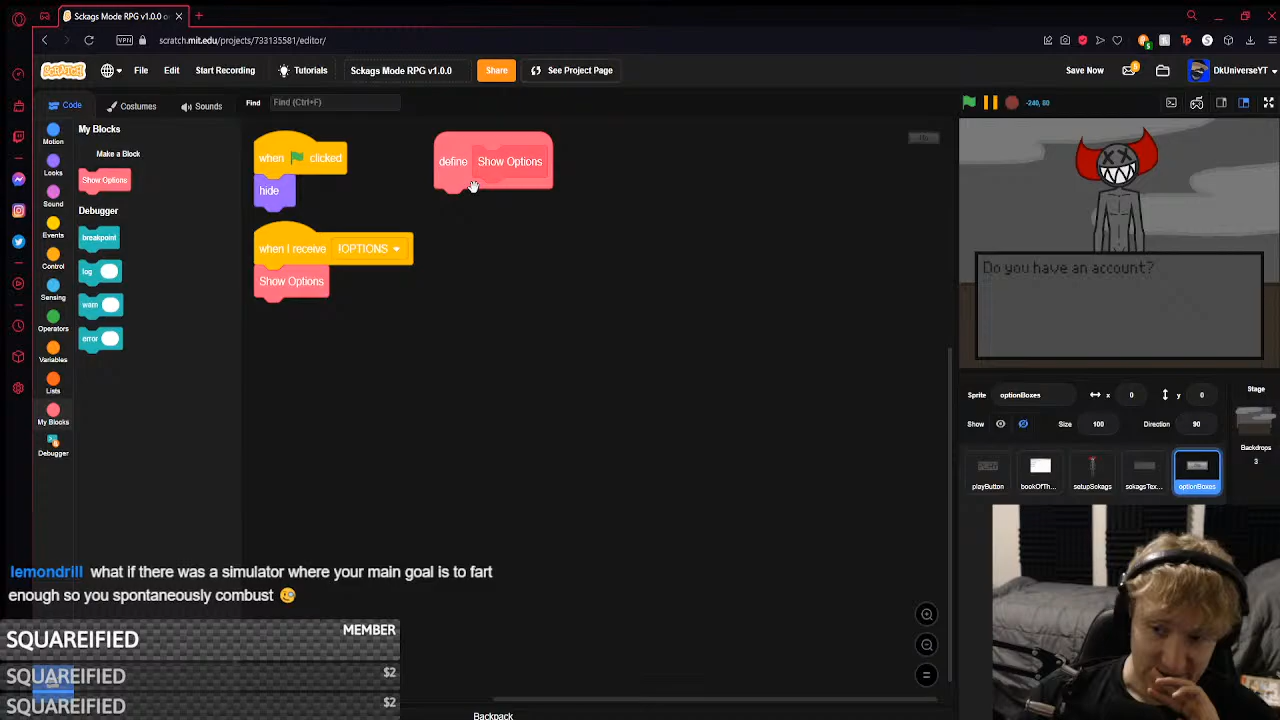 Sckags Mode RPG v1.0.0 o
VPN
scratch.mit.edu/projects/733135581/editor/
SCRATCH
File
Edit
Start Recording
Tutorials
Sckags Mode RPG v1.0.0
Share
See Project Page
Save Now
DkUniverseYT
Code
Costumes
Sounds
Find
Find (Ctrl+F)
-240, 80
Motion
Looks
Sound
Events
Control
Sensing
Operators
Variables
Lists
My Blocks
Debugger
My Blocks
Make a Block
Show Options
Debugger
breakpoint
log
warn
error
when clicked
hide
when I receive !OPTIONS
Show Options
define Show Options
Do you have an account?
Sprite
optionBoxes
x
0
y
0
Show
Size
100
Direction
90
Stage
Backdrops
3
playButton
bookOfTh...
setupSckags
sckagsTex...
optionBoxes
lemondrill what if there was a simulator where your main goal is to fart
enough so you spontaneously combust
SQUAREIFIED
MEMBER
SQUAREIFIED
$2
SQUAREIFIED
$2
Backpack